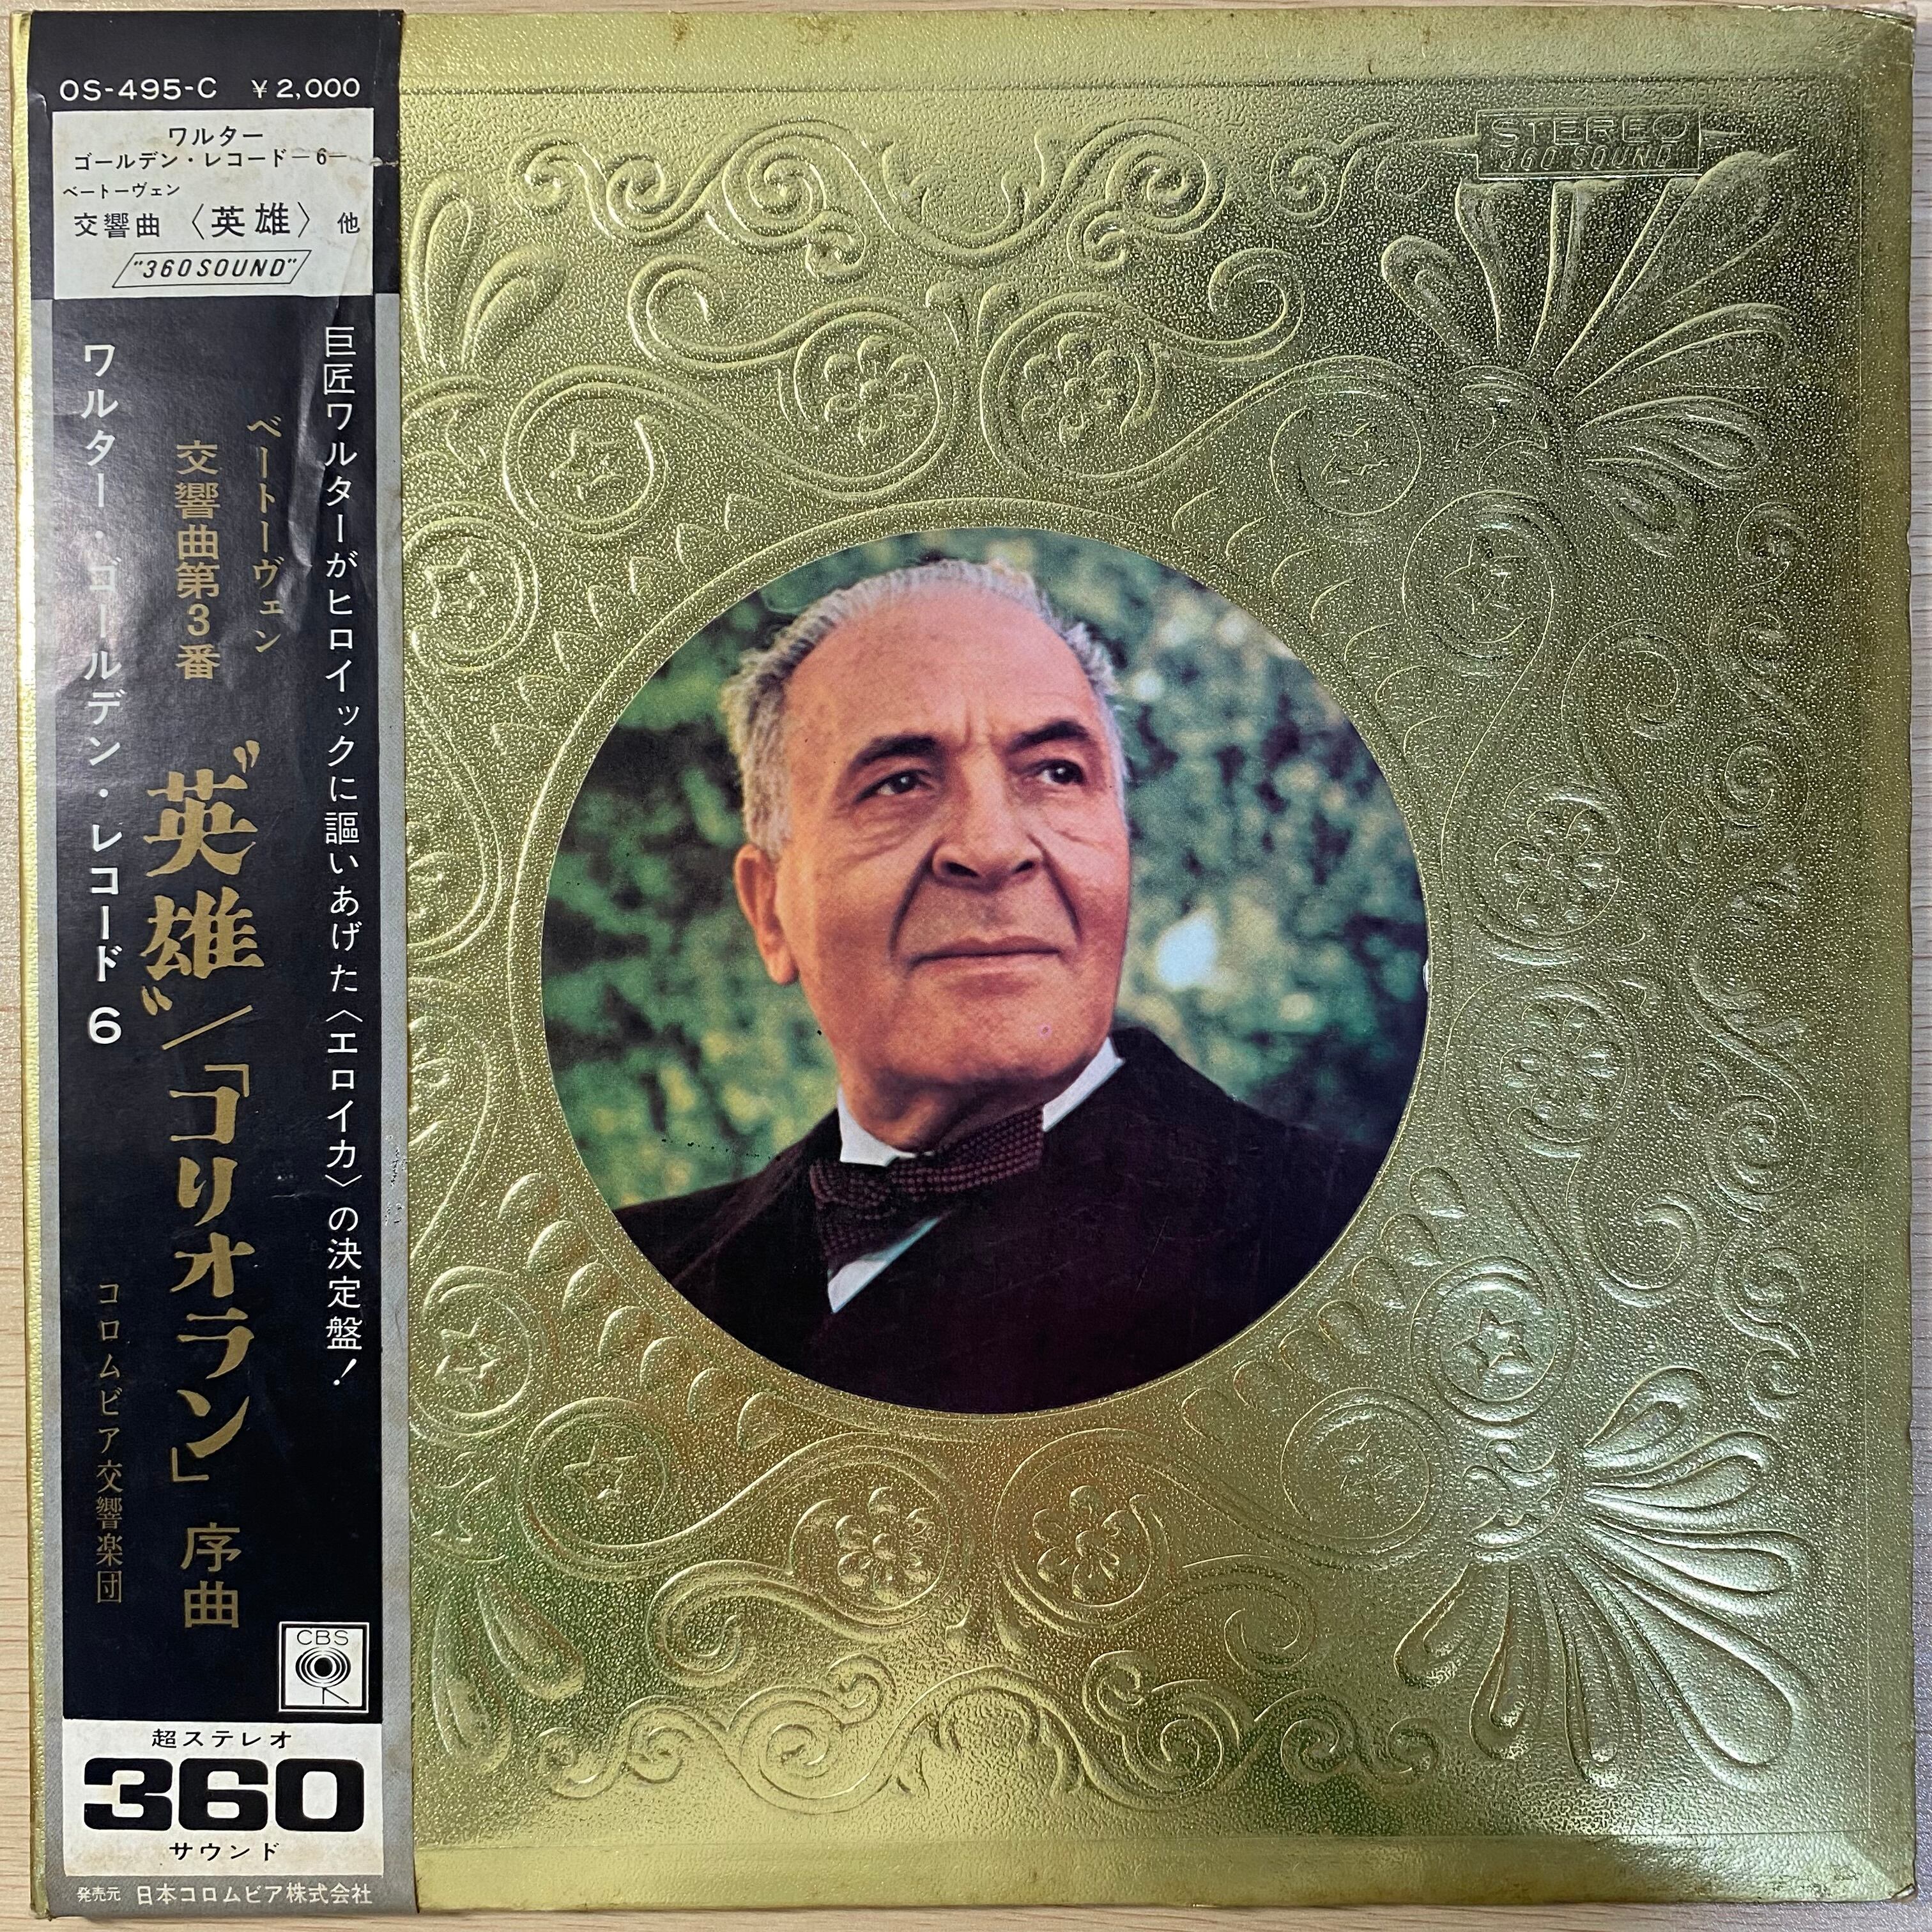 OS-495-C ¥2,000
ワルター
ゴールデン・レコード—6—
ベートーヴェン
交響曲〈英雄〉他
"360SOUND"
巨匠ワルターがヒロイックに謳いあげた〈エロイカ〉の決定盤!
ベートーヴェン
交響曲第3番
"英雄"/「コリオラン」序曲
ワルター・ゴールデン・レコード6
コロムビア交響楽団
CBS
超ステレオ
360
サウンド
発売元 日本コロムビア株式会社
STEREO
360 SOUND